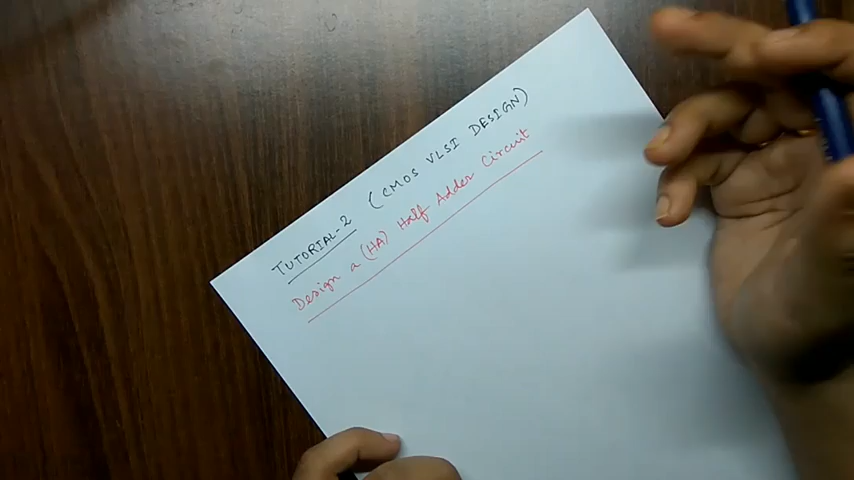 TUTORIAL-2 (CMOS VLSI DESIGN)
Design a (HA) Half Adder Circuit